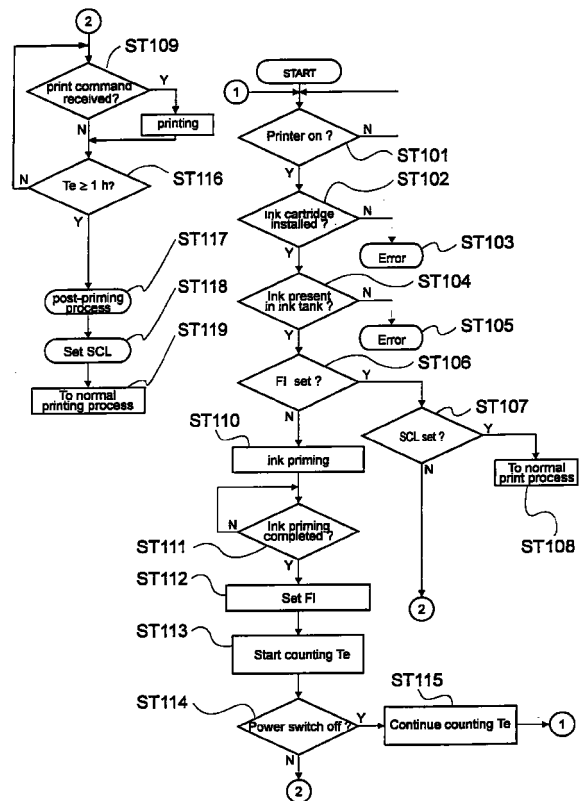 2
ST109
print command
received?
Y
N
printing
Te ≥ 1 h?
N
ST116
Y
ST117
post-priming
process
ST118
Set SCL
ST119
To normal
printing process
START
1
Printer on ?
N
ST101
Y
ST102
Ink cartridge
installed ?
N
Y
ST103
Error
ST104
Ink present
in ink tank ?
N
Y
ST105
Error
ST106
FI set ?
Y
N
ST107
SCL set ?
Y
N
To normal
print process
ST108
2
ST110
ink priming
N
Ink priming
completed ?
ST111
Y
ST112
Set FI
ST113
Start counting Te
ST114
Power switch off ?
Y
N
ST115
Continue counting Te
1
2